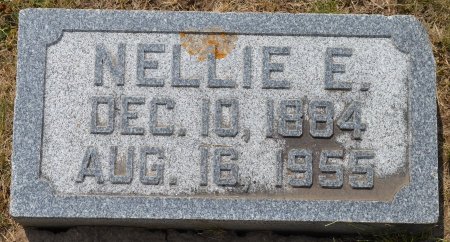 NELLIE E.
DEC. 10, 1884
AUG. 16, 1955